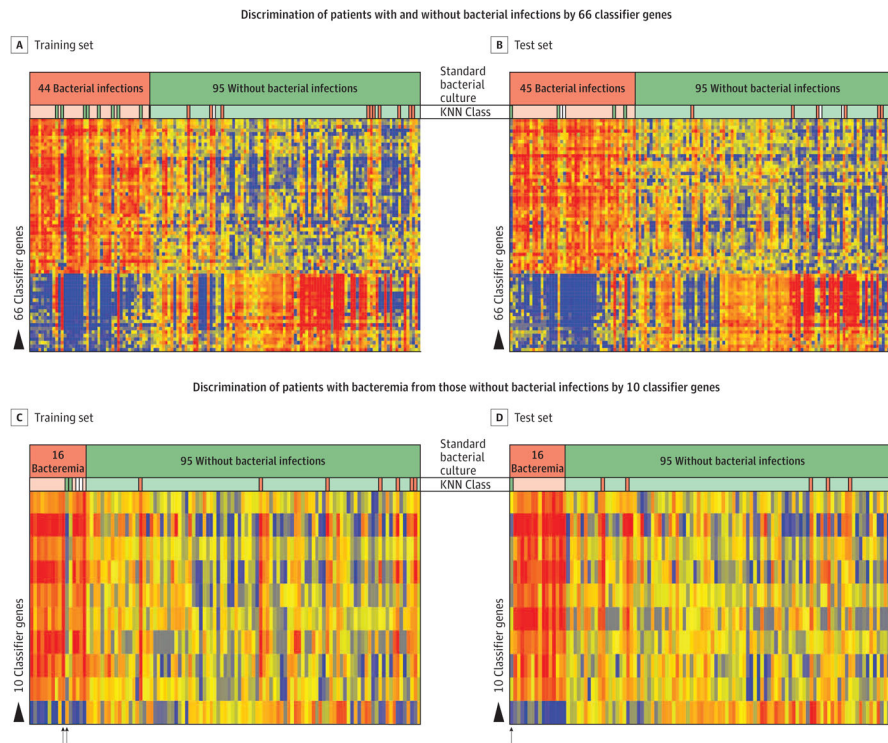 Discrimination of patients with and without bacterial infections by 66 classifier genes
A Training set
B Test set
44 Bacterial infections
95 Without bacterial infections
Standard
bacterial
culture
KNN Class
45 Bacterial infections
95 Without bacterial infections
66 Classifier genes
66 Classifier genes
Discrimination of patients with bacteremia from those without bacterial infections by 10 classifier genes
C Training set
D Test set
16
Bacteremia
95 Without bacterial infections
Standard
bacterial
culture
KNN Class
16
Bacteremia
95 Without bacterial infections
10 Classifier genes
10 Classifier genes